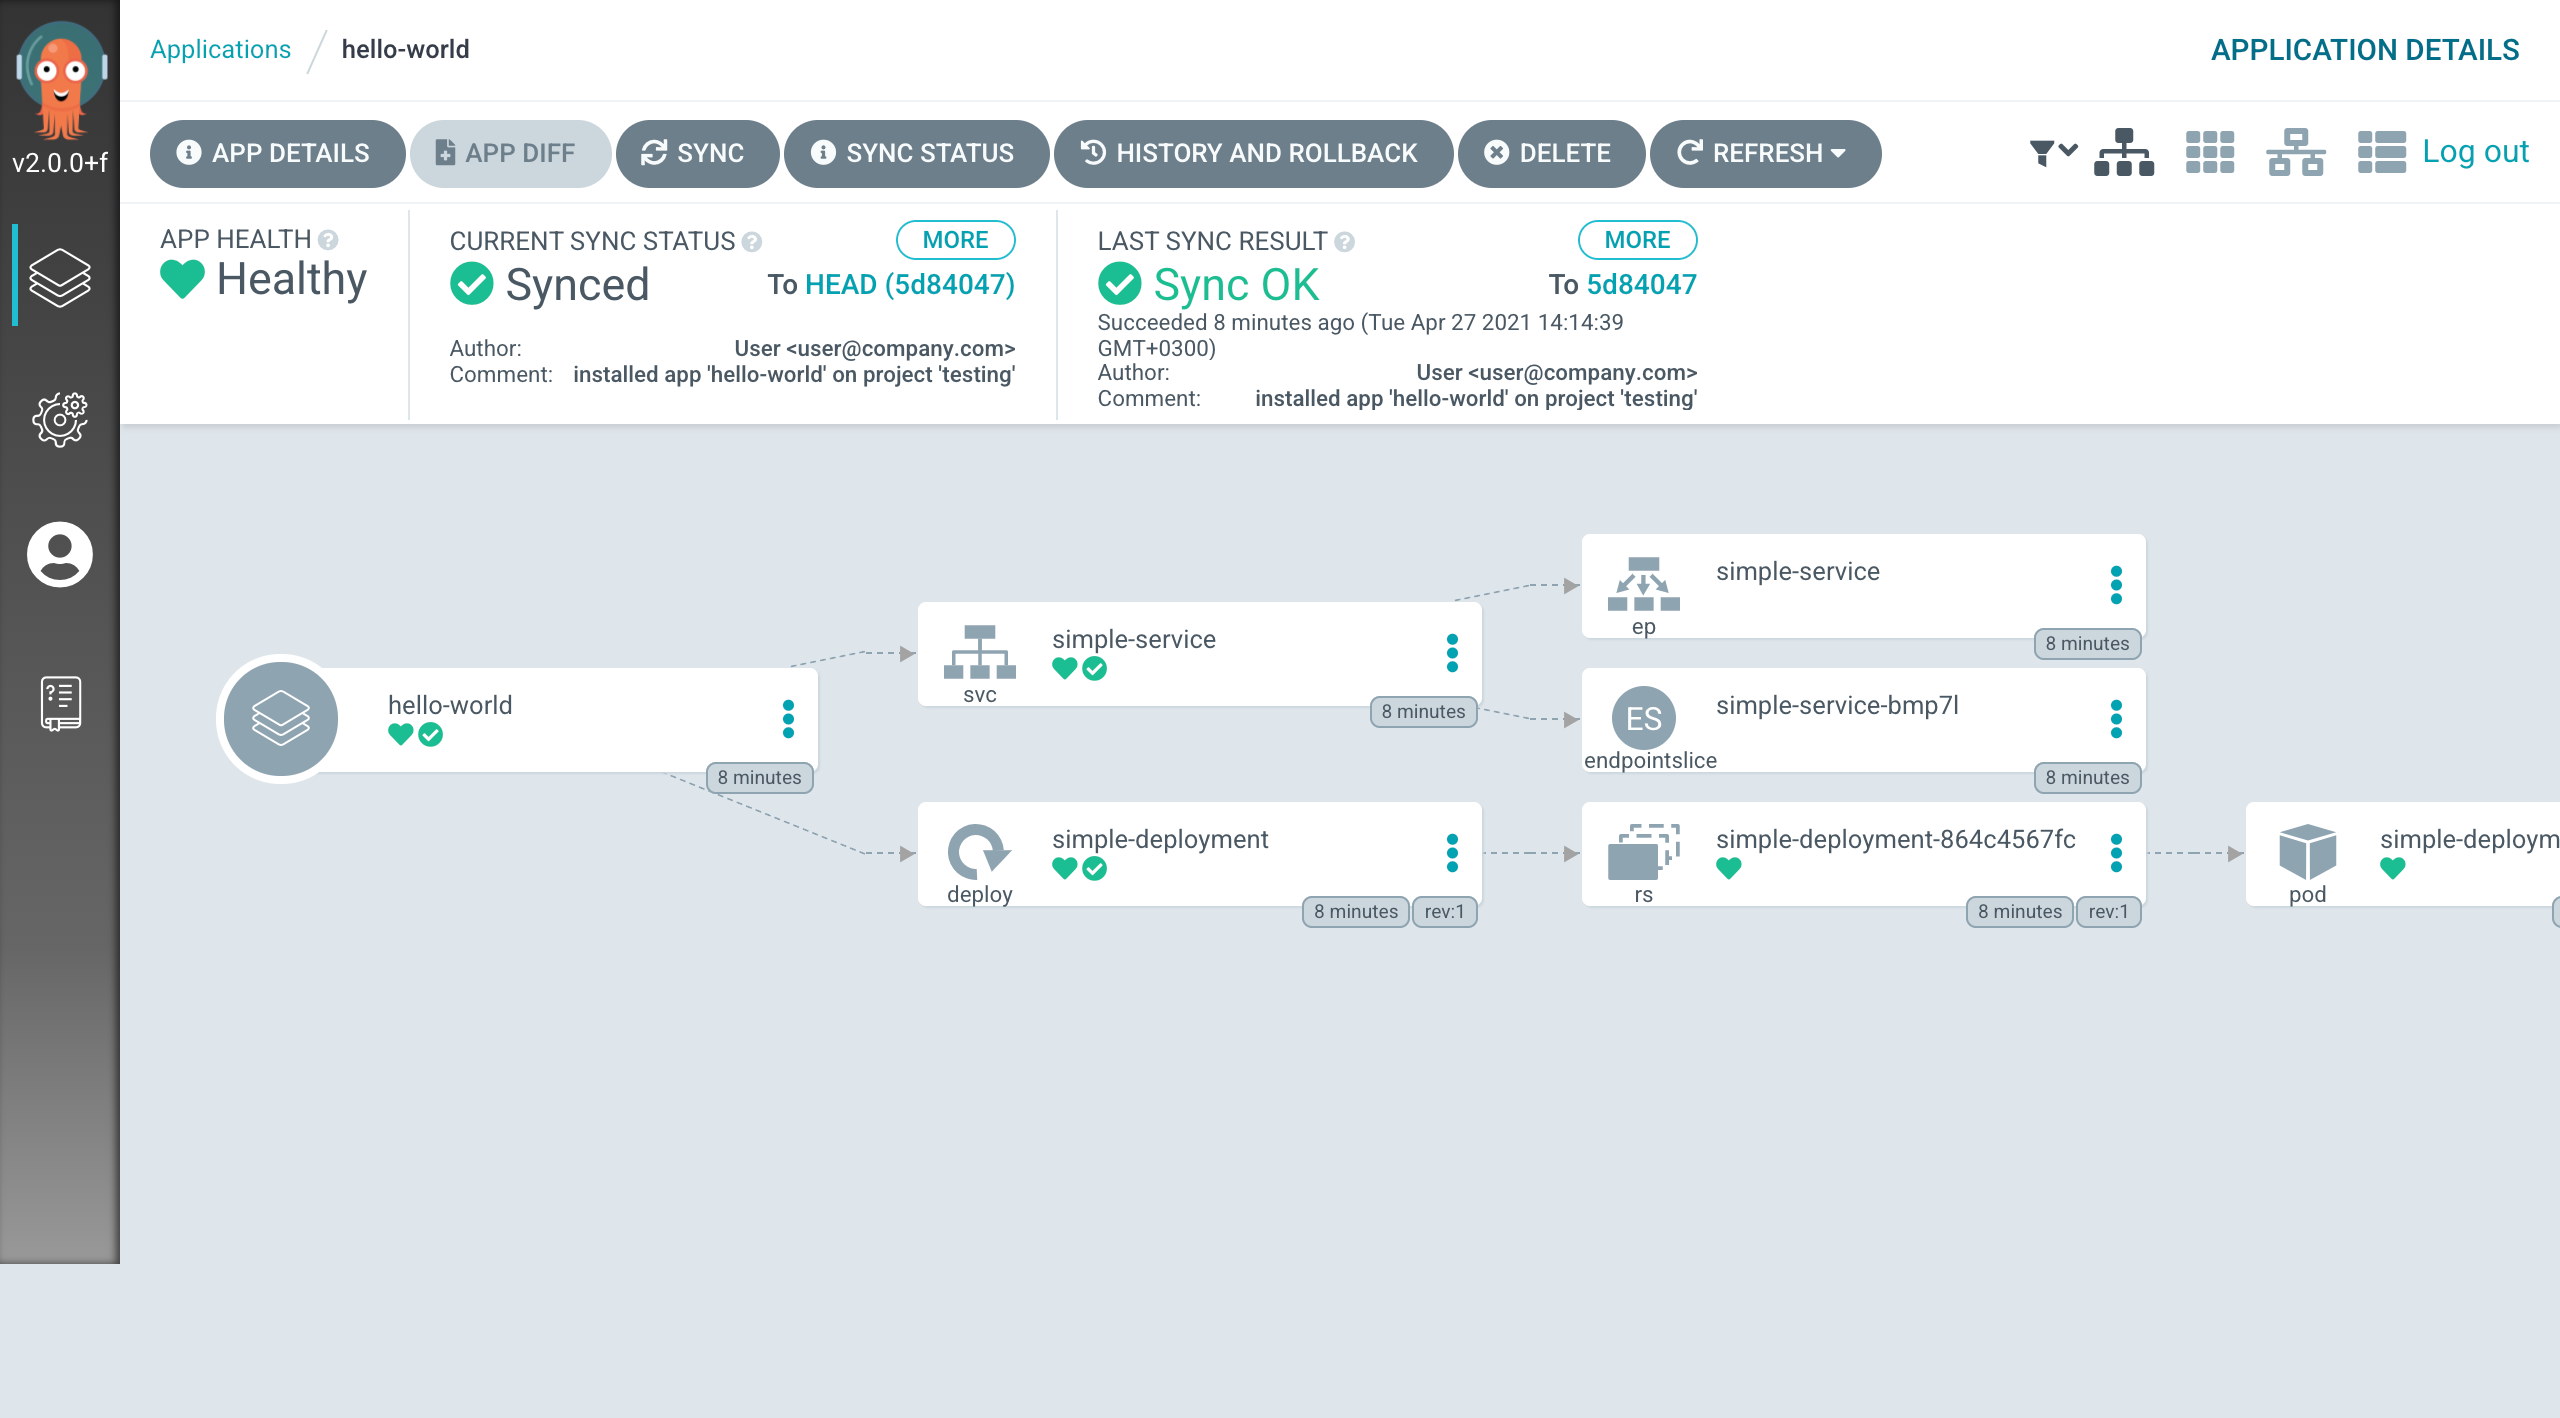 v2.0.0+f
Applications / hello-world
APPLICATION DETAILS
APP DETAILS
APP DIFF
SYNC
SYNC STATUS
HISTORY AND ROLLBACK
DELETE
REFRESH
Log out
APP HEALTH
Healthy
CURRENT SYNC STATUS
MORE
Synced
To HEAD (5d84047)
Author: User <user@company.com>
Comment: installed app 'hello-world' on project 'testing'
LAST SYNC RESULT
MORE
Sync OK
To 5d84047
Succeeded 8 minutes ago (Tue Apr 27 2021 14:14:39
GMT+0300)
Author: User <user@company.com>
Comment: installed app 'hello-world' on project 'testing'
hello-world
8 minutes
svc
simple-service
8 minutes
deploy
simple-deployment
8 minutes
rev:1
ep
simple-service
8 minutes
ES
endpointslice
simple-service-bmp7l
8 minutes
rs
simple-deployment-864c4567fc
8 minutes
rev:1
pod
simple-deploym